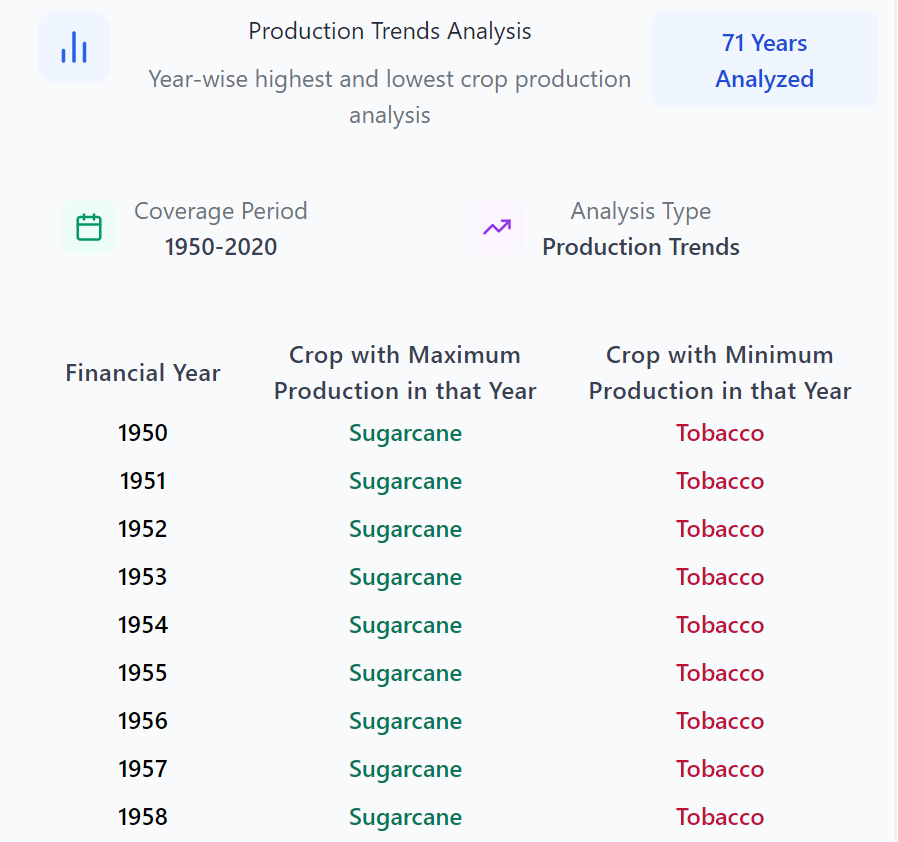 Production Trends Analysis
Year-wise highest and lowest crop production
analysis
71 Years
Analyzed
Coverage Period
1950-2020
Analysis Type
Production Trends
Financial Year
Crop with Maximum
Production in that Year
Crop with Minimum
Production in that Year
1950 Sugarcane Tobacco
1951 Sugarcane Tobacco
1952 Sugarcane Tobacco
1953 Sugarcane Tobacco
1954 Sugarcane Tobacco
1955 Sugarcane Tobacco
1956 Sugarcane Tobacco
1957 Sugarcane Tobacco
1958 Sugarcane Tobacco